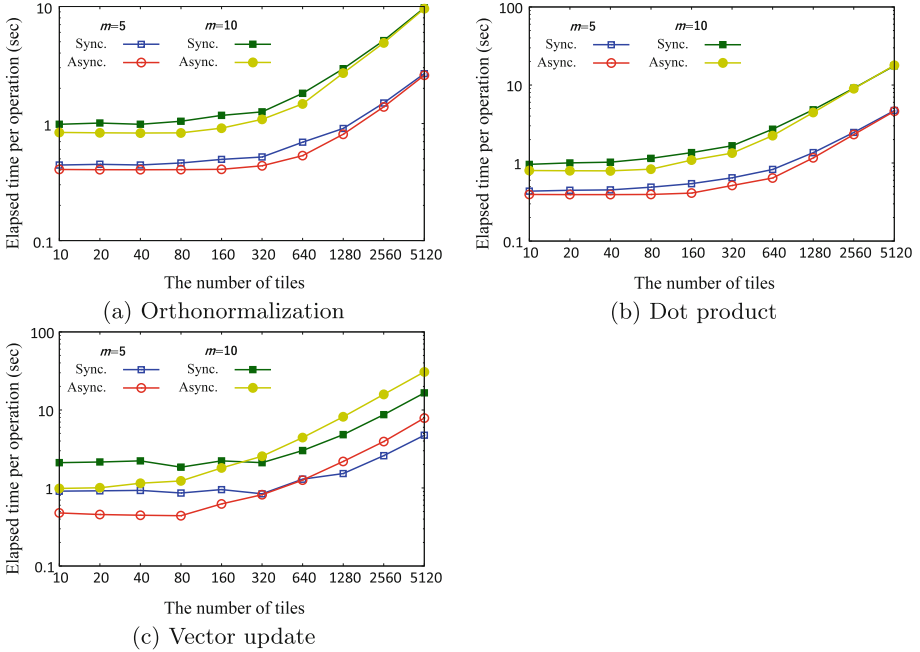 Elapsed time per operation (sec)
10
1
0.1
m=5
m=10
Sync.
Sync.
Async.
Async.
10 20 40 80 160 320 640 1280 2560 5120
The number of tiles
(a) Orthonormalization
Elapsed time per operation (sec)
100
10
1
0.1
m=5
m=10
Sync.
Sync.
Async.
Async.
10 20 40 80 160 320 640 1280 2560 5120
The number of tiles
(b) Dot product
Elapsed time per operation (sec)
100
10
1
0.1
m=5
m=10
Sync.
Sync.
Async.
Async.
10 20 40 80 160 320 640 1280 2560 5120
The number of tiles
(c) Vector update